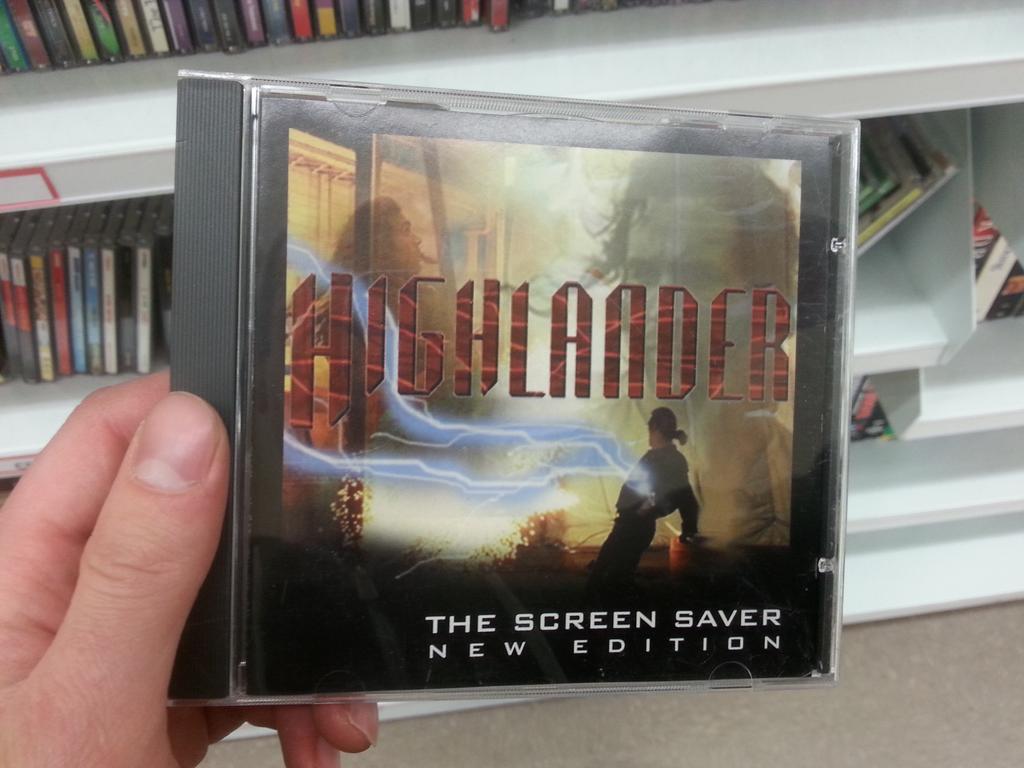 HIGHLANDER
THE SCREEN SAVER
NEW EDITION